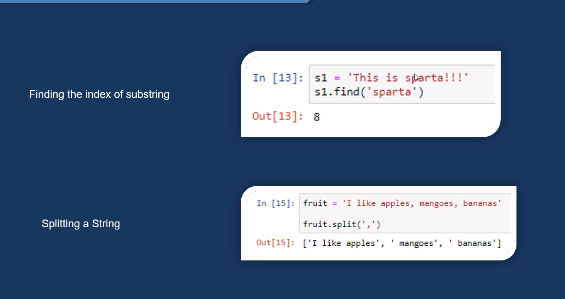 Finding the index of substring
In [13]: s1 = 'This is sparta!!!'
s1.find('sparta')
Out[13]: 8
Splitting a String
In [15]: fruit = 'I like apples, mangoes, bananas'
fruit.split(',')
Out[15]: ['I like apples', ' mangoes', ' bananas']